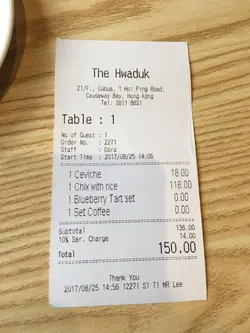 The Hwaduk
21/F., Cubus, 1 Hoi Ping Road,
Causeway Bay, Hong Kong
Tel: 2811 8821
Table : 1
No of Guest : 1
Order No. : 2271
Staff : Dora
Start Time : 2017/08/25 14:06
1 Ceviche 18.00
1 Chix with rice 118.00
1 Blueberry Tart set 0.00
1 Set Coffee 0.00
Subtotal 136.00
10% Ser. Charge 14.00
Total 150.00
Thank You
2017/08/25 14:56 12271 S1 T1 MR Lee